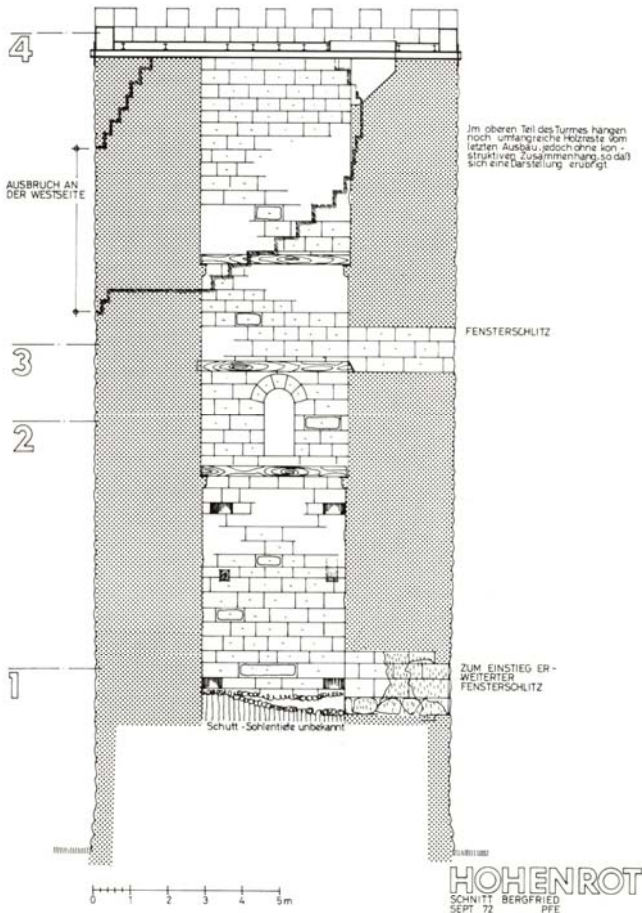 4
Jm oberen Teil des Turmes hängen
noch umfangreiche Holzreste vom
letzten Ausbau, jedoch ohne kon-
struktiven Zusammenhang, so daß
sich eine Darstellung erübrigt
AUSBRUCH AN
DER WESTSEITE
FENSTERSCHLITZ
3
2
1
ZUM EINSTIEG ER-
WEITERTER
FENSTERSCHLITZ
Schutt - Sohlentiefe unbekannt
0 1 2 3 4 5m
HOHENROT
SCHNITT BERGFRIED
SEPT 72 PFE